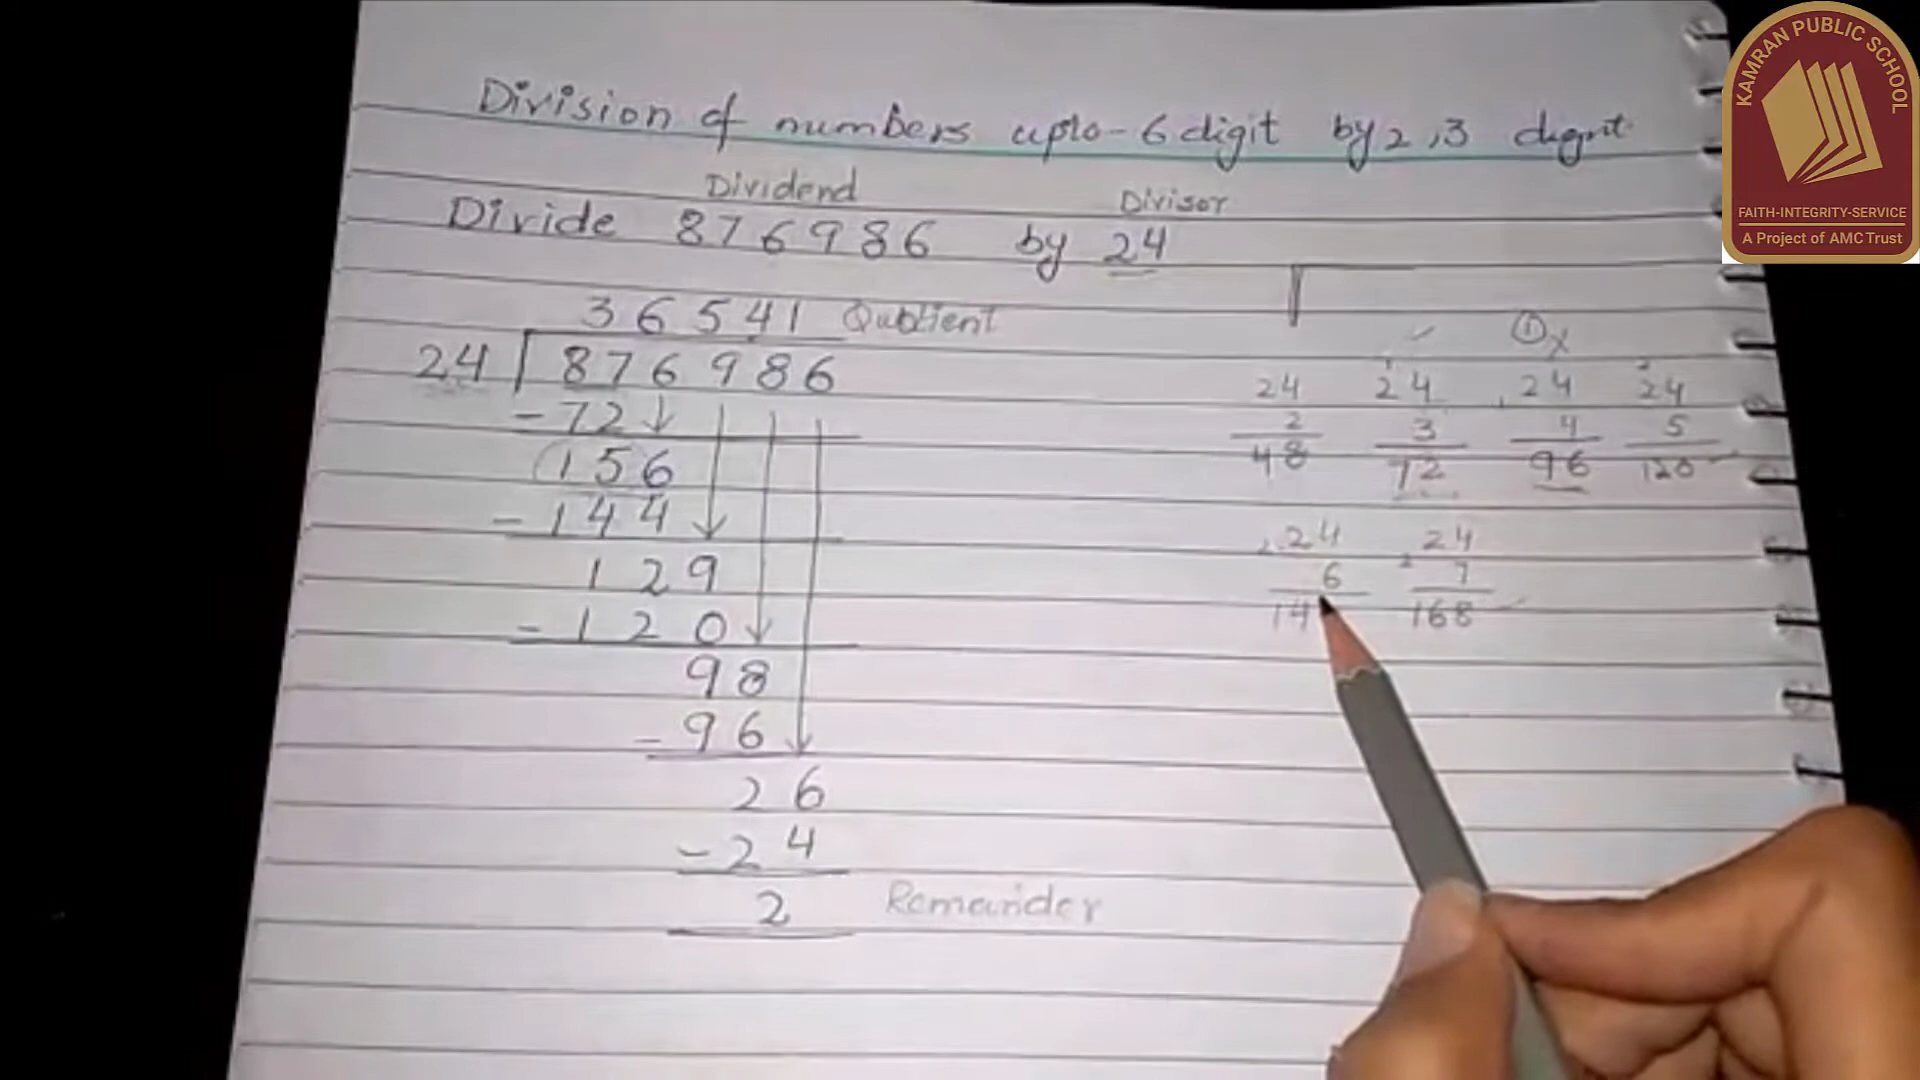 Division of numbers upto-6 digit by 2,3 digit
Dividend Divisor
Divide 876986 by 24
36541 Quotient
24 876986
-72
156
-144
129
-120
98
-96
26
-24
2 Remainder
1 x
24 24 24 24
2 3 4 5
48 72 96 120
24 24
6 7
14 168
KAMRAN PUBLIC SCHOOL
FAITH-INTEGRITY-SERVICE
A Project of AMC Trust